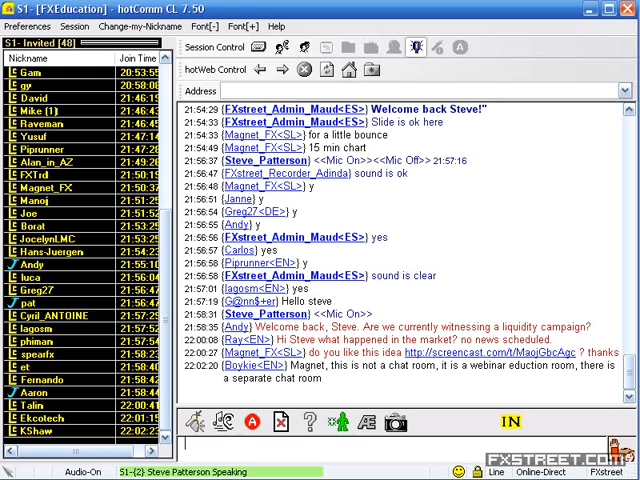 S1- [FXEducation] - hotComm CL 7.50
Preferences Session Change-my-Nickname Font[-] Font[+] Help
S1- Invited [48]
Nickname Join Time
Gam 20:53:55
gy 20:58:08
David 21:46:19
Mike (1) 21:46:43
Raveman 21:46:45
Yusuf 21:47:14
Piprunner 21:47:42
Alan_in_AZ 21:49:26
FXTrd 21:50:19
Magnet_FX 21:50:37
Manoj 21:51:51
Joe 21:51:52
Borat 21:52:24
JocelynLMC 21:52:38
Hans-Juergen 21:54:23
Andy 21:55:10
luca 21:56:04
Greg27 21:56:46
pat 21:56:47
Cyril_ANTOINE 21:56:47
lagosm 21:56:47
phiman 21:57:54
spearfx 21:58:21
et 21:58:38
Fernando 21:58:42
Aaron 21:58:44
Talin 22:00:41
Ekcotech 22:01:15
KShaw 22:02:03
Session Control
hotWeb Control
Address
21:54:29 {FXstreet_Admin_Maud<ES>} Welcome back Steve!"
21:54:33 {FXstreet_Admin_Maud<ES>} Slide is ok here
21:54:33 {Magnet_FX<SL>} for a little bounce
21:54:49 {Magnet_FX<SL>} 15 min chart
21:56:37 Steve_Patterson} <<Mic On>><<Mic Off>> 21:57:16
21:56:47 {FXstreet_Recorder_Adinda} sound is ok
21:56:48 {Magnet_FX<SL>} y
21:56:51 {Janne} y
21:56:54 {Greg27<DE>} y
21:56:55 {Andy} y
21:56:56 {FXstreet_Admin_Maud<ES>} yes
21:56:57 {Carlos} yes
21:56:58 {Piprunner<EN>} y
21:56:58 {FXstreet_Admin_Maud<ES>} sound is clear
21:57:01 {lagosm<EN>} yes
21:57:19 {G@nn$+er} Hello steve
21:58:31 Steve_Patterson} <<Mic On>>
21:58:35 {Andy} Welcome back, Steve. Are we currently witnessing a liquidity campaign?
22:00:08 {Ray<EN>} Hi Steve what happened in the market? no news scheduled.
22:00:27 {Magnet_FX<SL>} do you like this idea http://screencast.com/t/MaojGbcAgc ? thanks
22:02:20 {Boykie<EN>} Magnet, this is not a chat room, it is a webinar eduction room, there is
a separate chat room
IN
Audio-On S1-{2} Steve Patterson Speaking Line Online-Direct FXstreet
FXSTREET.COM